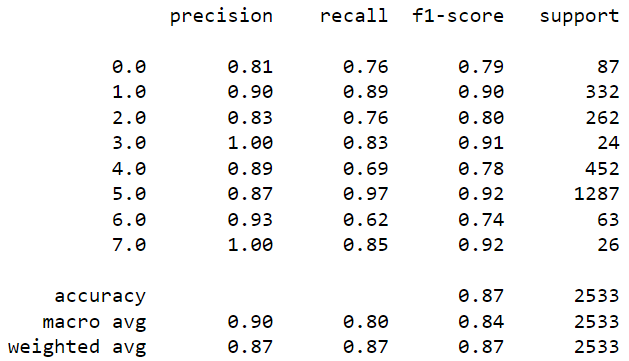 precision recall f1-score support
0.0 0.81 0.76 0.79 87
1.0 0.90 0.89 0.90 332
2.0 0.83 0.76 0.80 262
3.0 1.00 0.83 0.91 24
4.0 0.89 0.69 0.78 452
5.0 0.87 0.97 0.92 1287
6.0 0.93 0.62 0.74 63
7.0 1.00 0.85 0.92 26
accuracy 0.87 2533
macro avg 0.90 0.80 0.84 2533
weighted avg 0.87 0.87 0.87 2533